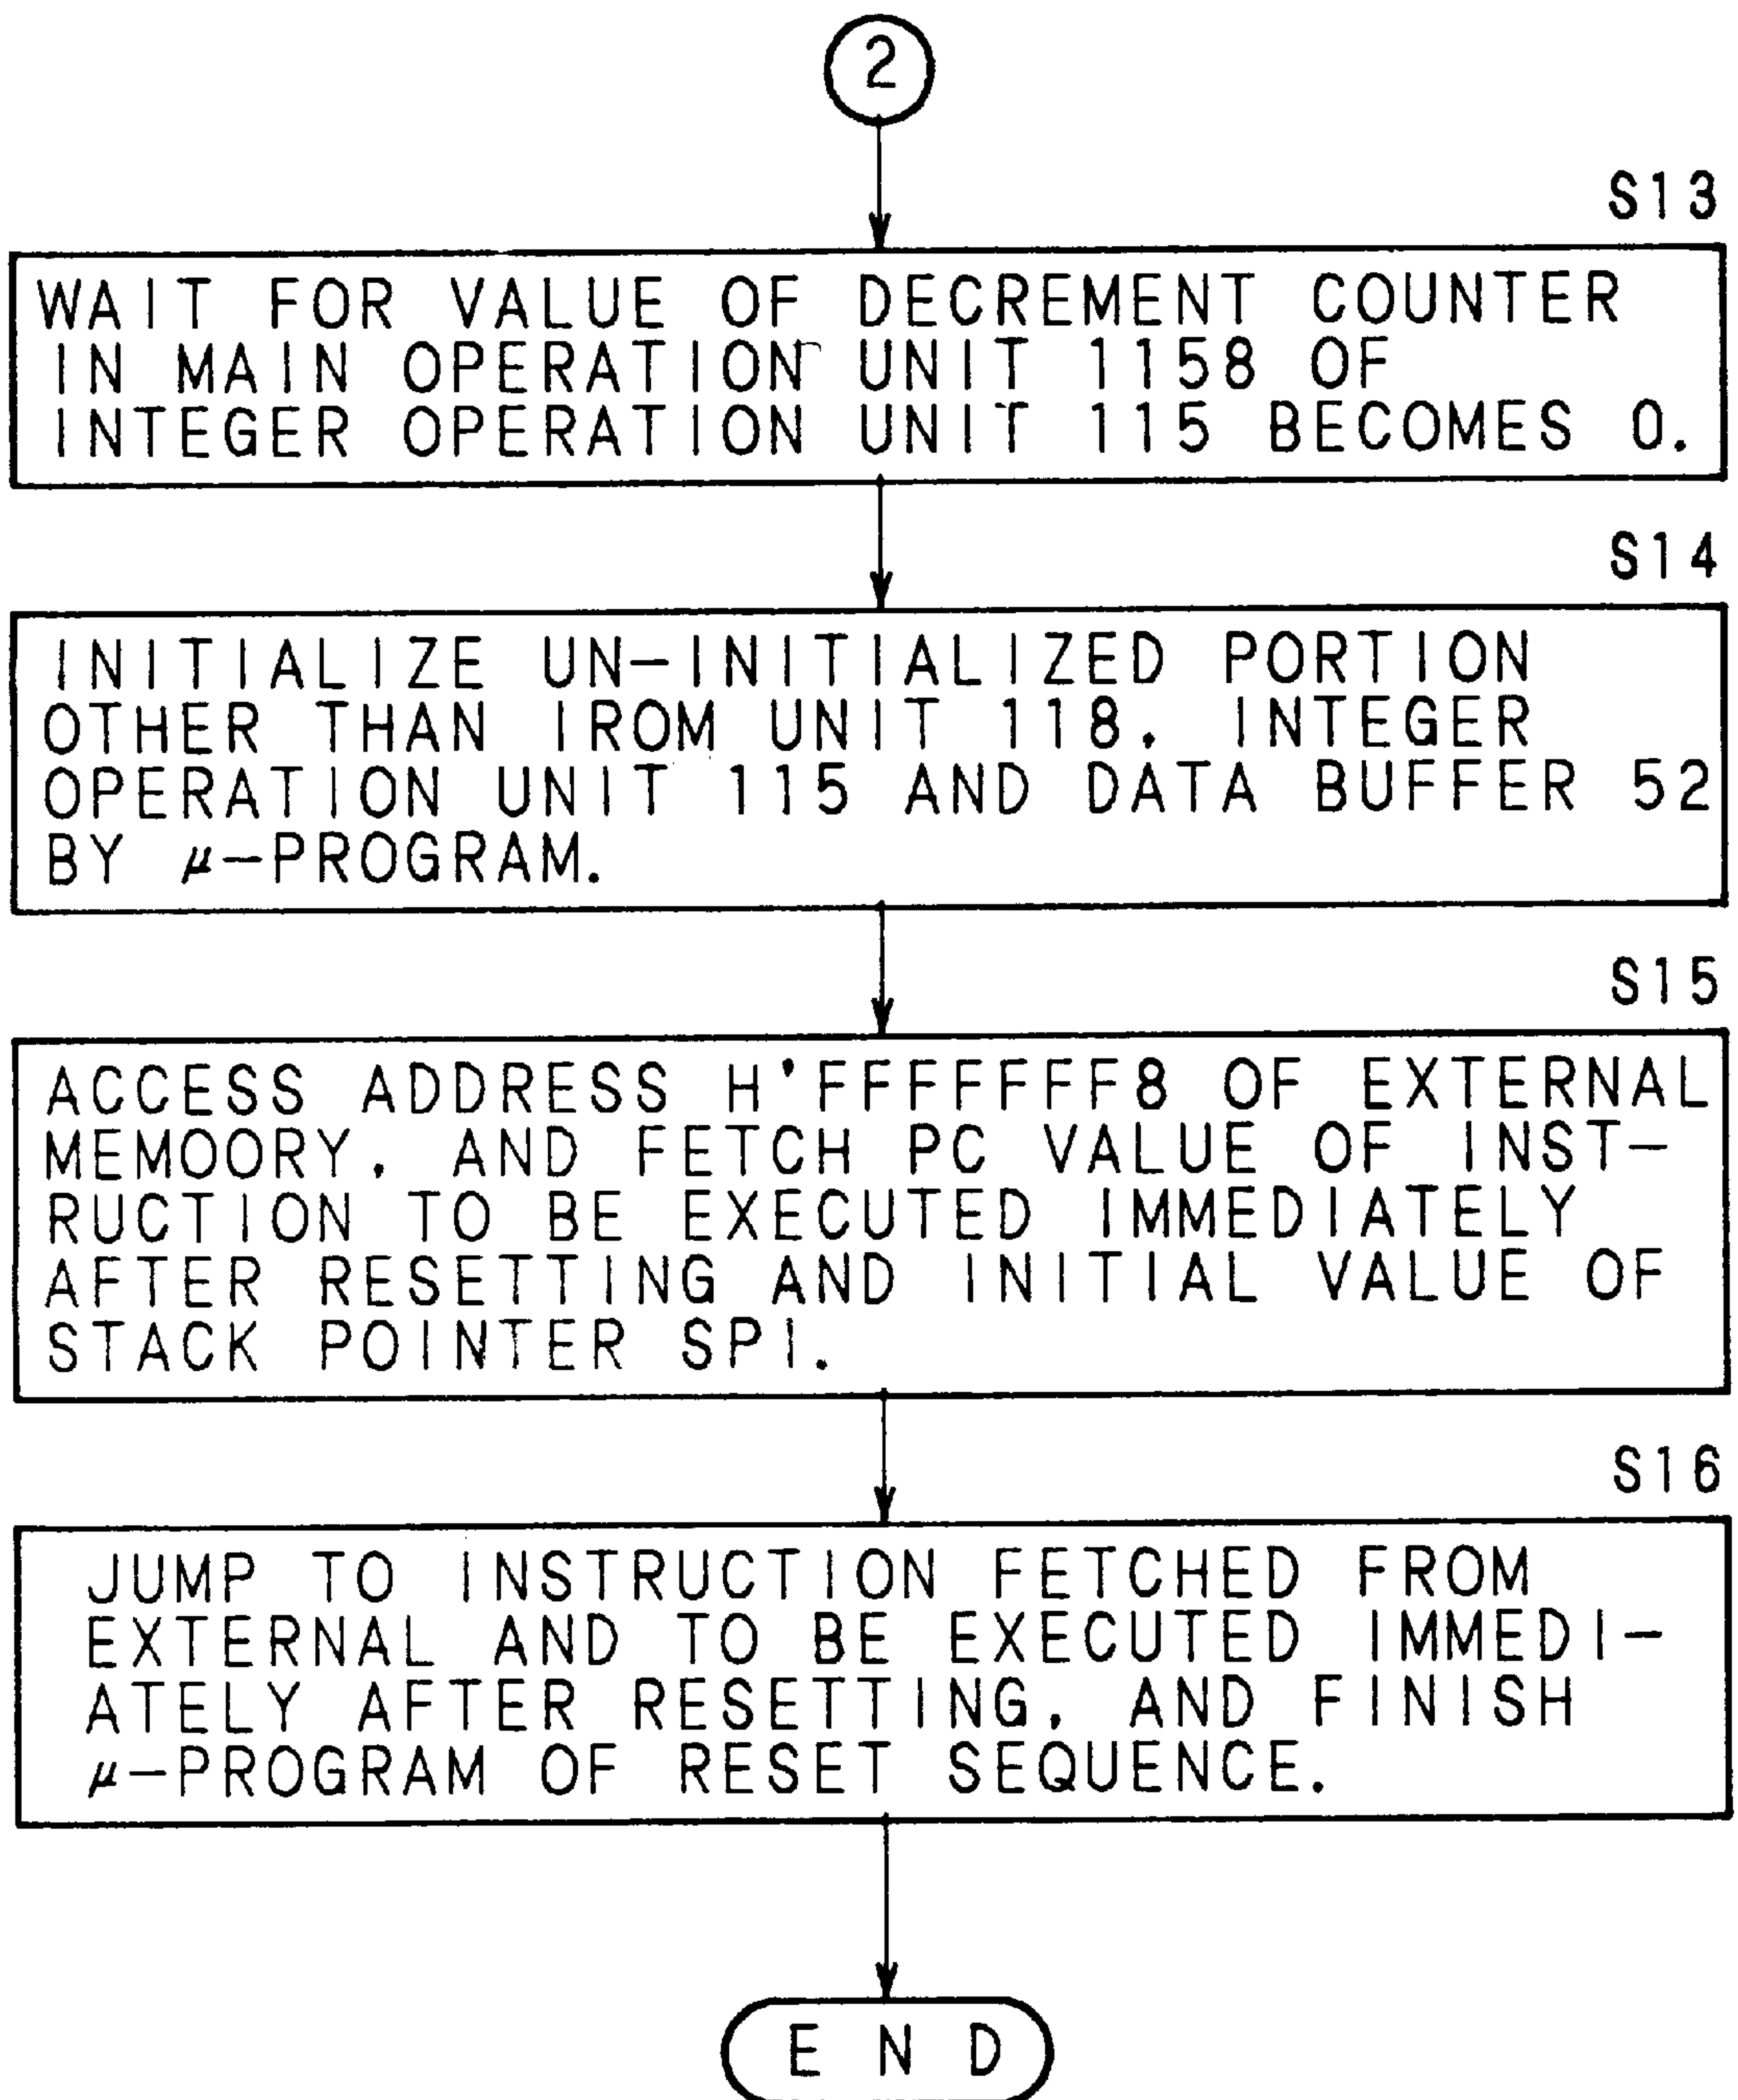 2
S13
WAIT FOR VALUE OF DECREMENT COUNTER
IN MAIN OPERATION UNIT 1158 OF
INTEGER OPERATION UNIT 115 BECOMES 0.
S14
INITIALIZE UN-INITIALIZED PORTION
OTHER THAN IROM UNIT 118, INTEGER
OPERATION UNIT 115 AND DATA BUFFER 52
BY μ-PROGRAM.
S15
ACCESS ADDRESS H'FFFFFFF8 OF EXTERNAL
MEMOORY, AND FETCH PC VALUE OF INST-
RUCTION TO BE EXECUTED IMMEDIATELY
AFTER RESETTING AND INITIAL VALUE OF
STACK POINTER SPI.
S16
JUMP TO INSTRUCTION FETCHED FROM
EXTERNAL AND TO BE EXECUTED IMMEDI-
ATELY AFTER RESETTING, AND FINISH
μ-PROGRAM OF RESET SEQUENCE.
END